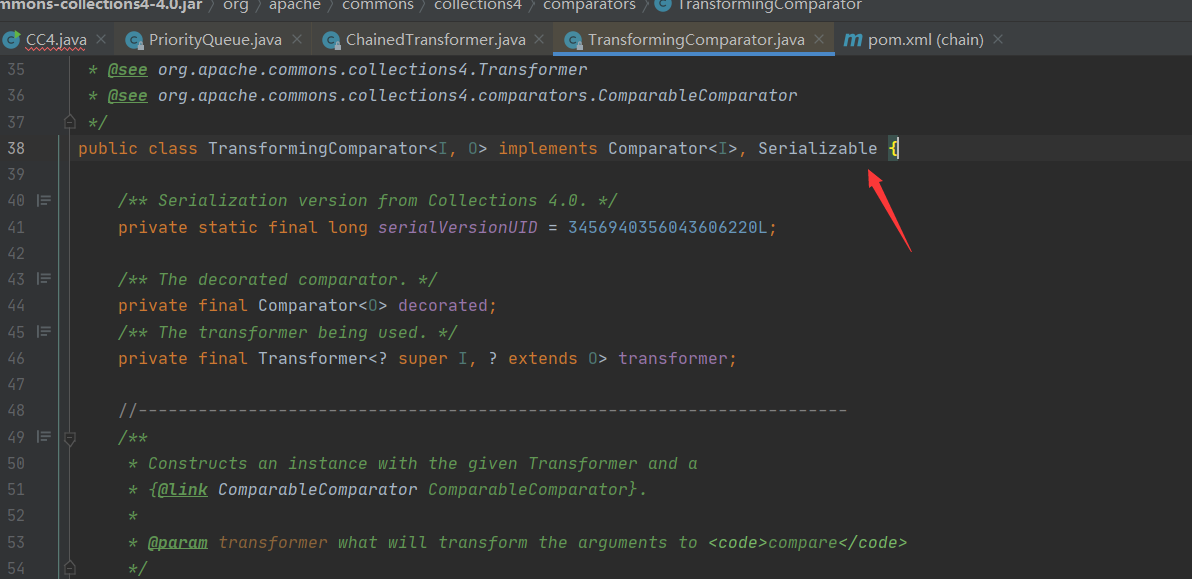 mmons-collections4-4.0.jar › org › apache › commons › collections4 › comparators › TransformingComparator
CC4.java × PriorityQueue.java × ChainedTransformer.java × TransformingComparator.java × m pom.xml (chain) ×
35 * @see org.apache.commons.collections4.Transformer
36 * @see org.apache.commons.collections4.comparators.ComparableComparator
37 */
38 public class TransformingComparator<I, O> implements Comparator<I>, Serializable {
39
40 /** Serialization version from Collections 4.0. */
41 private static final long serialVersionUID = 3456940356043606220L;
42
43 /** The decorated comparator. */
44 private final Comparator<O> decorated;
45 /** The transformer being used. */
46 private final Transformer<? super I, ? extends O> transformer;
47
48 //-----------------------------------------------------------------------
49 /**
50 * Constructs an instance with the given Transformer and a
51 * {@link ComparableComparator ComparableComparator}.
52 *
53 * @param transformer what will transform the arguments to <code>compare</code>
54 */